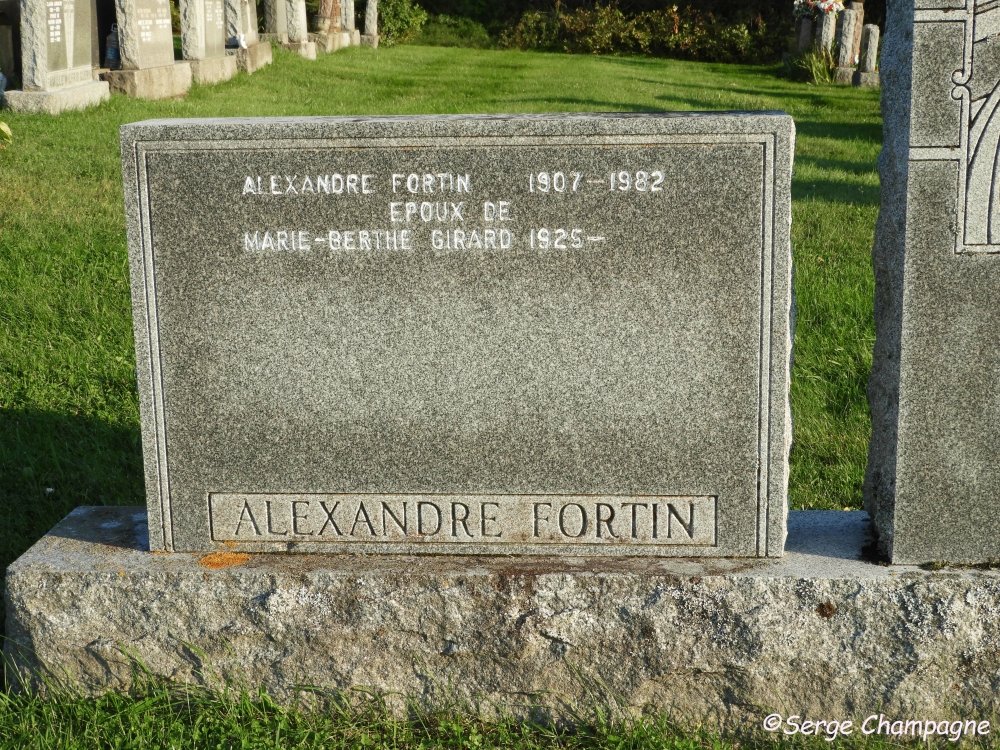 ALEXANDRE FORTIN 1907-1982
EPOUX DE
MARIE-BERTHE GIRARD 1925-
ALEXANDRE FORTIN
©Serge Champagne